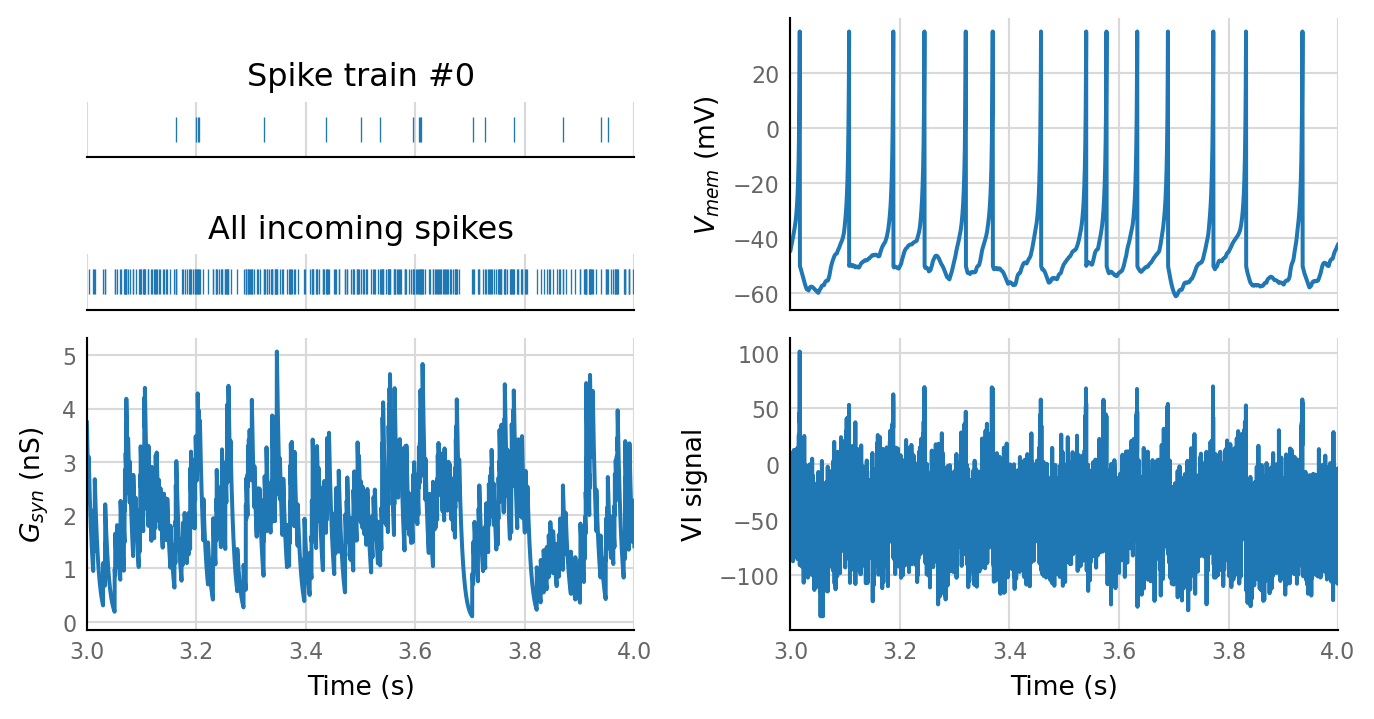 Spike train #0
All incoming spikes
5
4
3
2
1
0
G_syn (nS)
3.0 3.2 3.4 3.6 3.8 4.0
Time (s)
20
0
−20
−40
−60
V_mem (mV)
100
50
0
−50
−100
VI signal
3.0 3.2 3.4 3.6 3.8 4.0
Time (s)